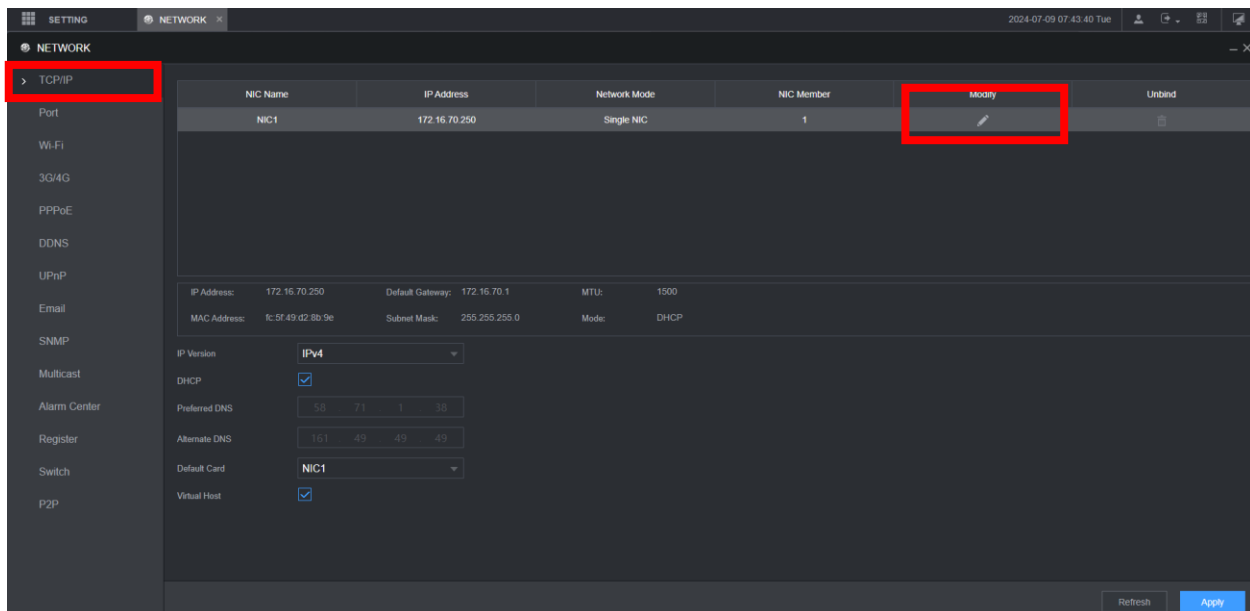 SETTING NETWORK × 2024-07-09 07:43:40 Tue
NETWORK
TCP/IP
Port
Wi-Fi
3G/4G
PPPoE
DDNS
UPnP
Email
SNMP
Multicast
Alarm Center
Register
Switch
P2P
NIC Name IP Address Network Mode NIC Member Modify Unbind
NIC1 172.16.70.250 Single NIC 1
IP Address: 172.16.70.250 Default Gateway: 172.16.70.1 MTU: 1500
MAC Address: fc:5f:49:d2:8b:9e Subnet Mask: 255.255.255.0 Mode: DHCP
IP Version IPv4
DHCP
Preferred DNS 58 . 71 . 1 . 38
Alternate DNS 161 . 49 . 49 . 49
Default Card NIC1
Virtual Host
Refresh Apply